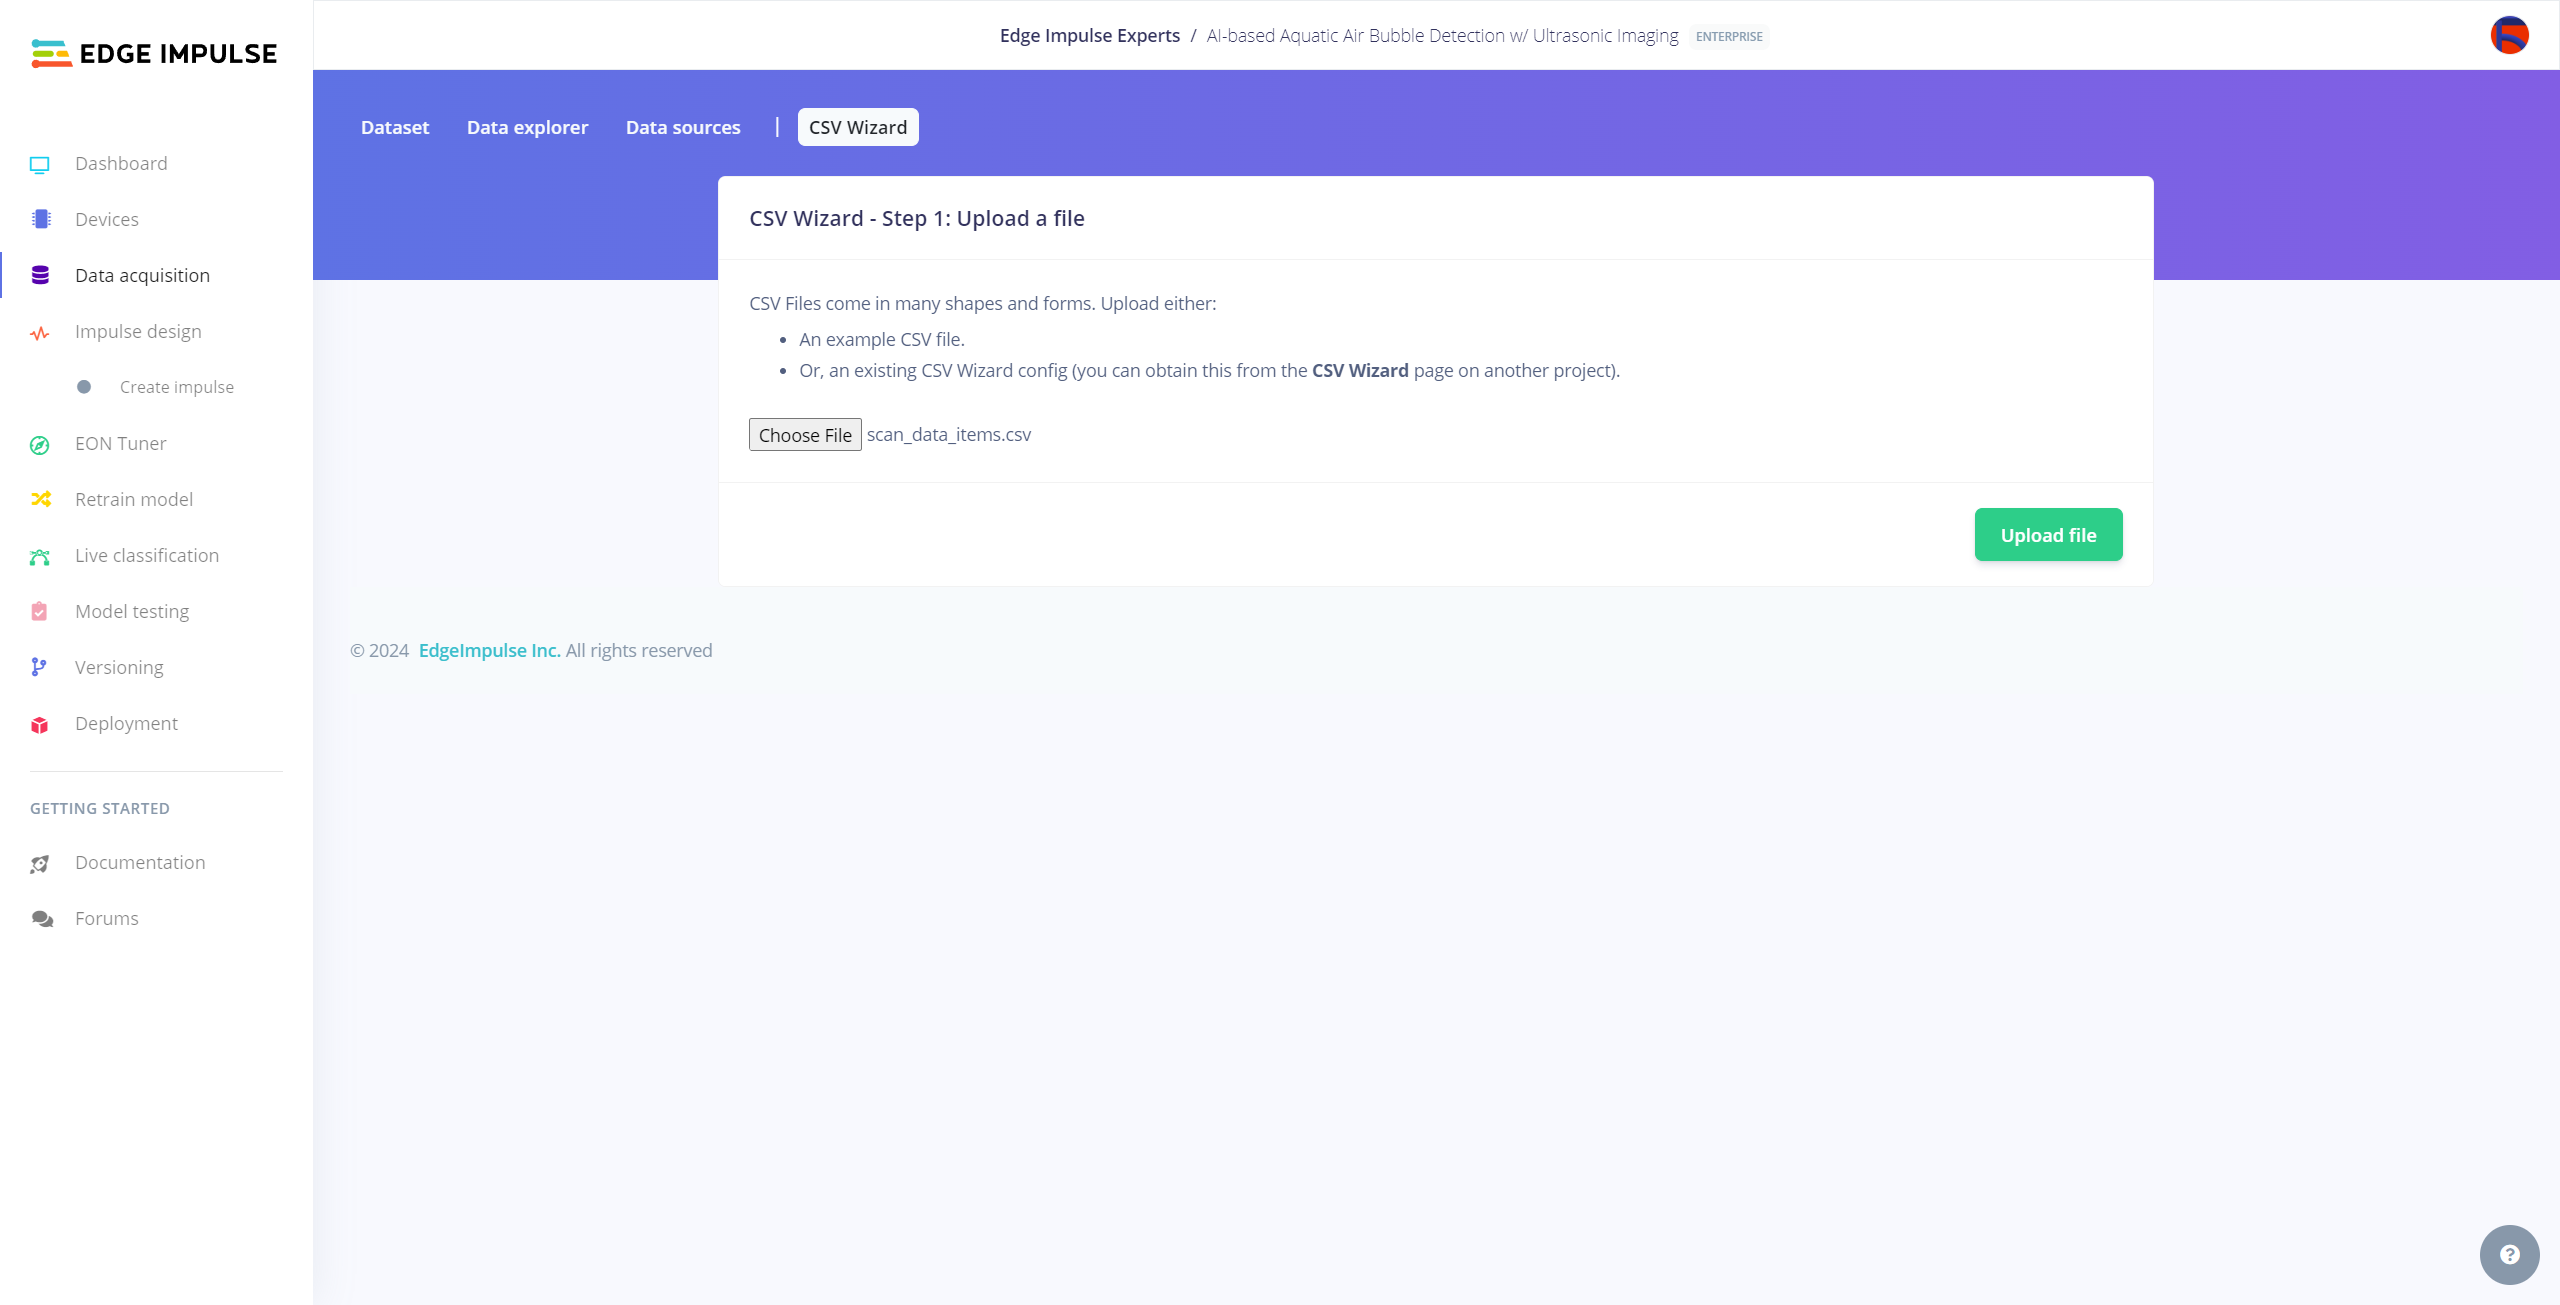 EDGE IMPULSE
Edge Impulse Experts / AI-based Aquatic Air Bubble Detection w/ Ultrasonic Imaging ENTERPRISE
Dashboard
Devices
Data acquisition
Impulse design
Create impulse
EON Tuner
Retrain model
Live classification
Model testing
Versioning
Deployment
GETTING STARTED
Documentation
Forums
Dataset Data explorer Data sources | CSV Wizard
CSV Wizard - Step 1: Upload a file
CSV Files come in many shapes and forms. Upload either:
• An example CSV file.
• Or, an existing CSV Wizard config (you can obtain this from the CSV Wizard page on another project).
Choose File scan_data_items.csv
Upload file
© 2024 EdgeImpulse Inc. All rights reserved
?